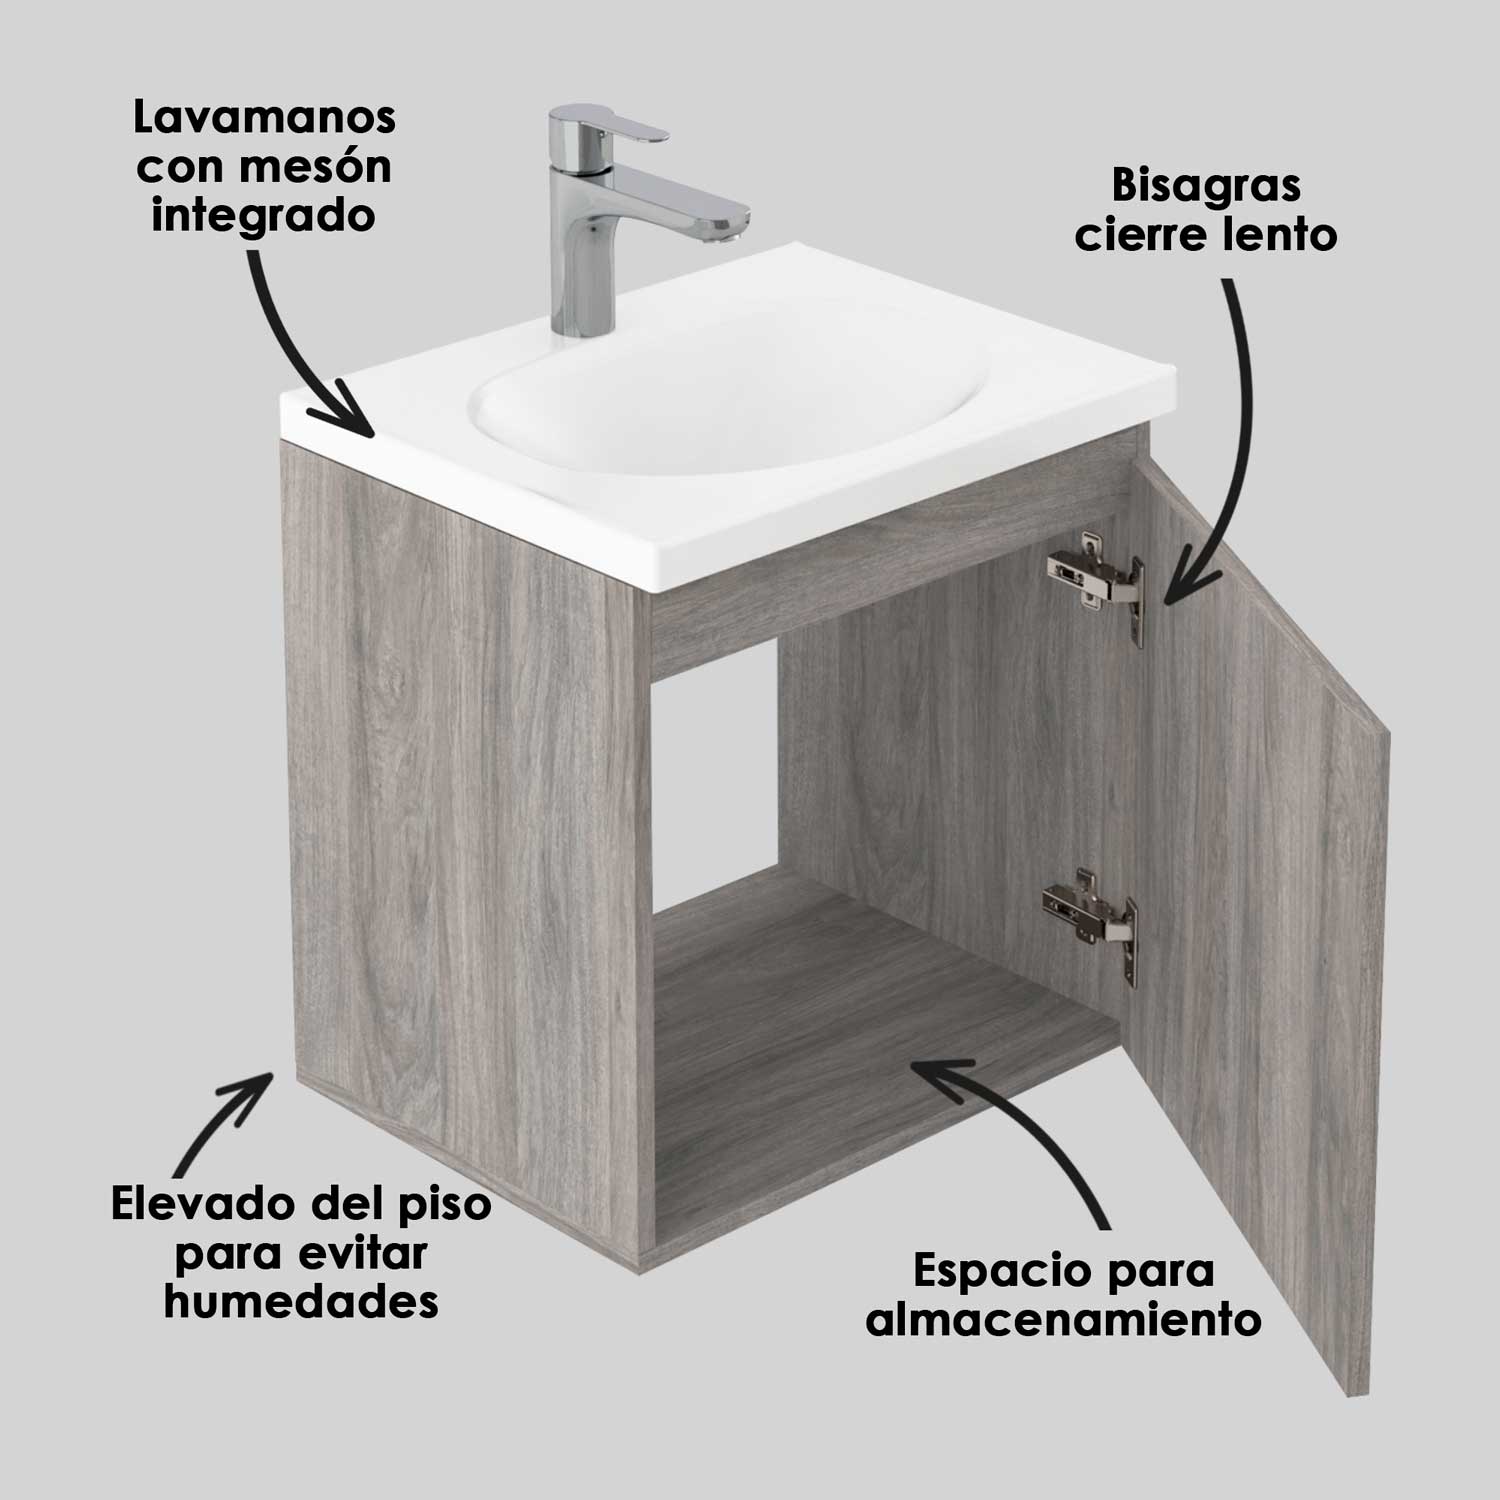 Lavamanos
con mesón
integrado
Bisagras
cierre lento
Elevado del piso
para evitar
humedades
Espacio para
almacenamiento